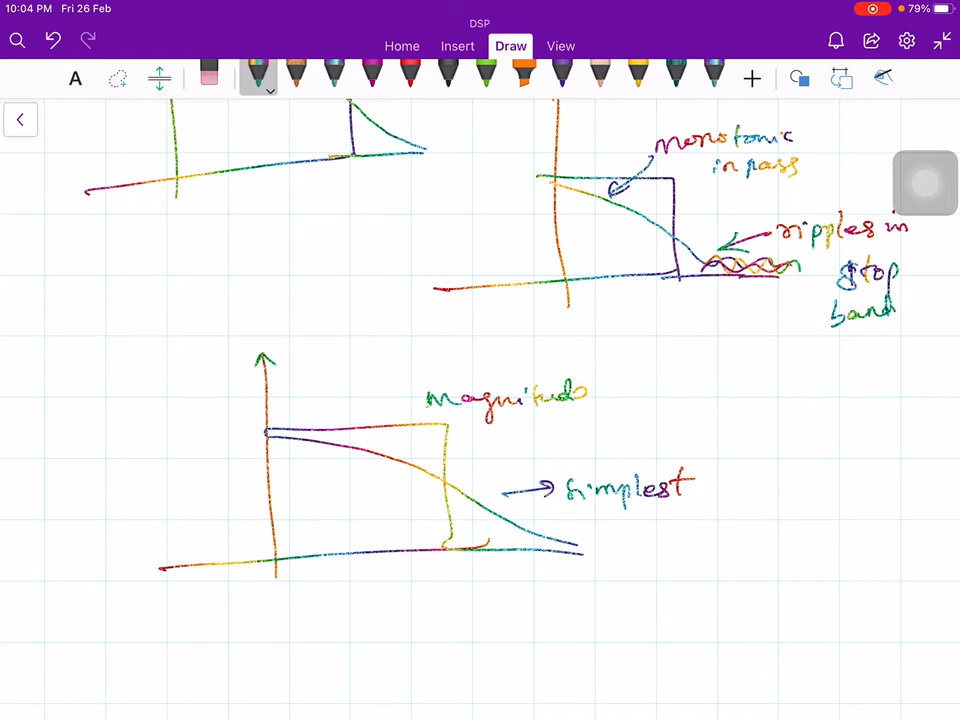 10:04 PM Fri 26 Feb
79%
DSP
Home Insert Draw View
A
monotonic
in pass
ripples in
stop
band
magnitude
simplest